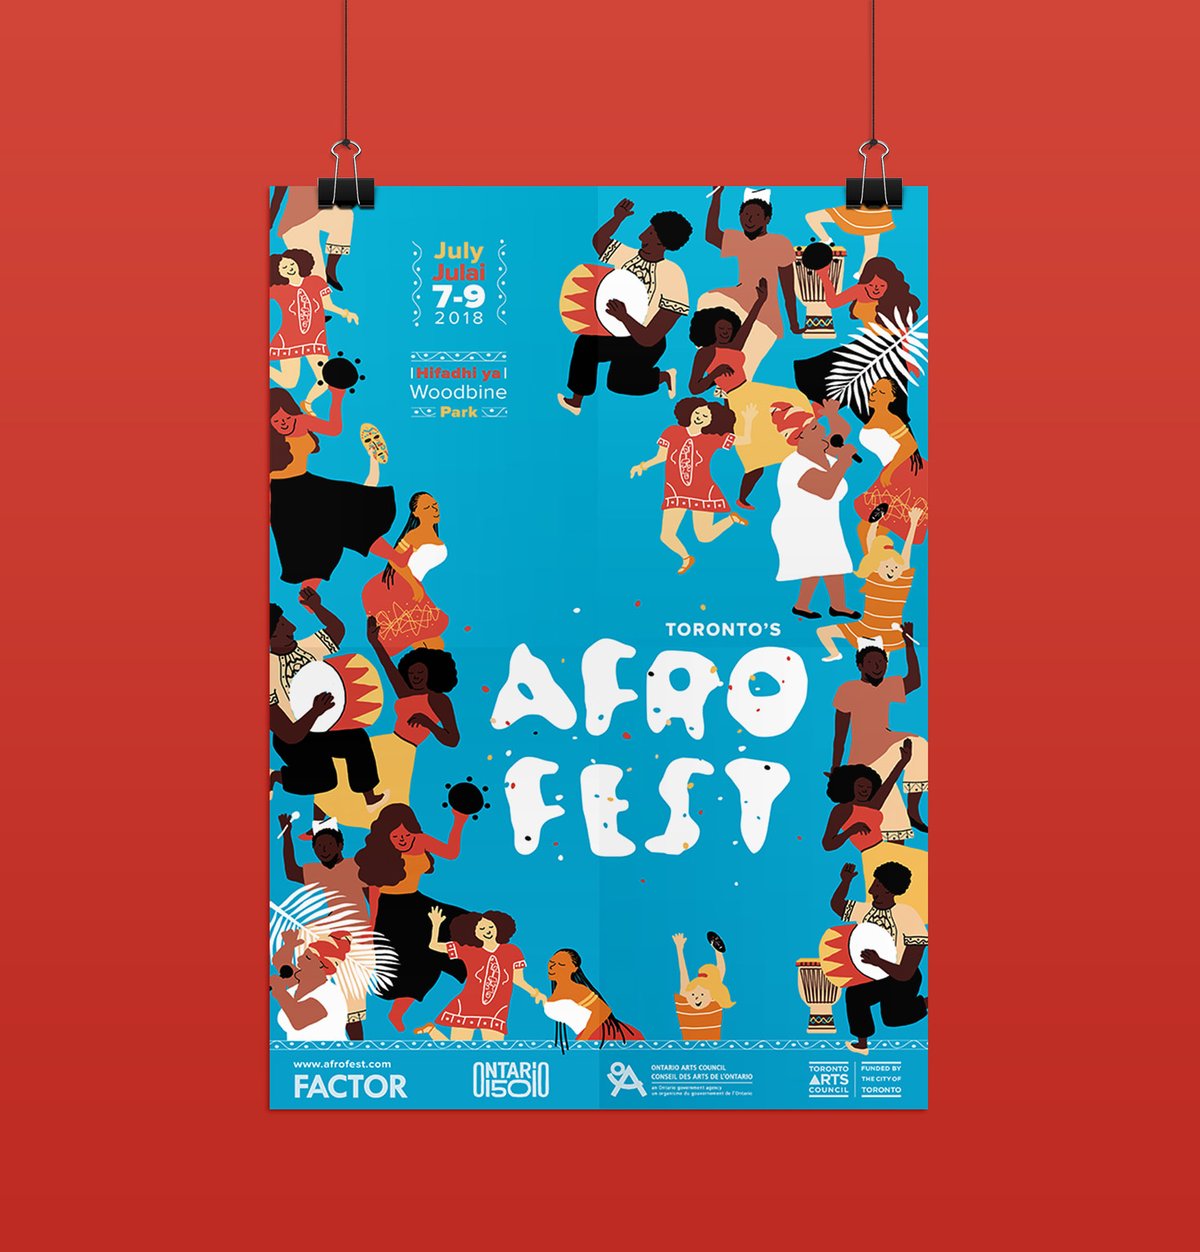 July
Julai
7-9
2018
Hifadhi ya
Woodbine
Park
TORONTO'S
AFRO
FEST
www.afrofest.com
FACTOR
ONTARIO
150
ONTARIO ARTS COUNCIL
CONSEIL DES ARTS DE L'ONTARIO
an Ontario government agency
un organisme du gouvernement de l'Ontario
TORONTO
ARTS
COUNCIL
FUNDED BY
THE CITY OF
TORONTO